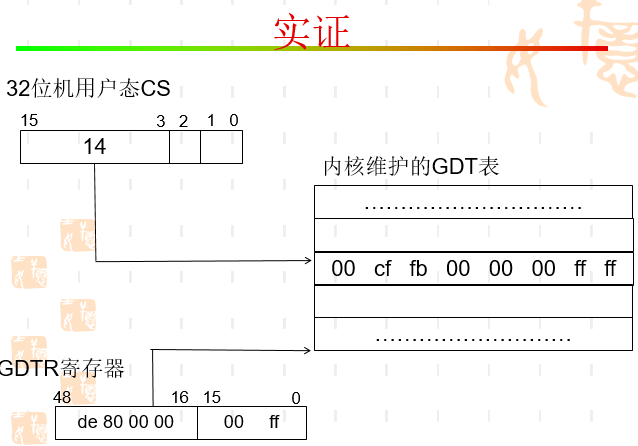 实证
32位机用户态CS
15 3 2 1 0
14
内核维护的GDT表
…………………………
00 cf fb 00 00 00 ff ff
………………………
GDTR寄存器
48 16 15 0
de 80 00 00 00 ff